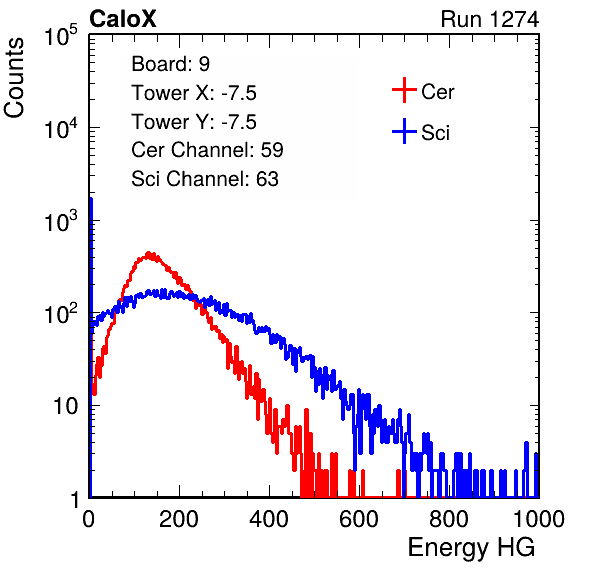 CaloX Run 1274
Counts
Board: 9
Tower X: -7.5
Tower Y: -7.5
Cer Channel: 59
Sci Channel: 63
Cer
Sci
10^5
10^4
10^3
10^2
10
1
0 200 400 600 800 1000
Energy HG